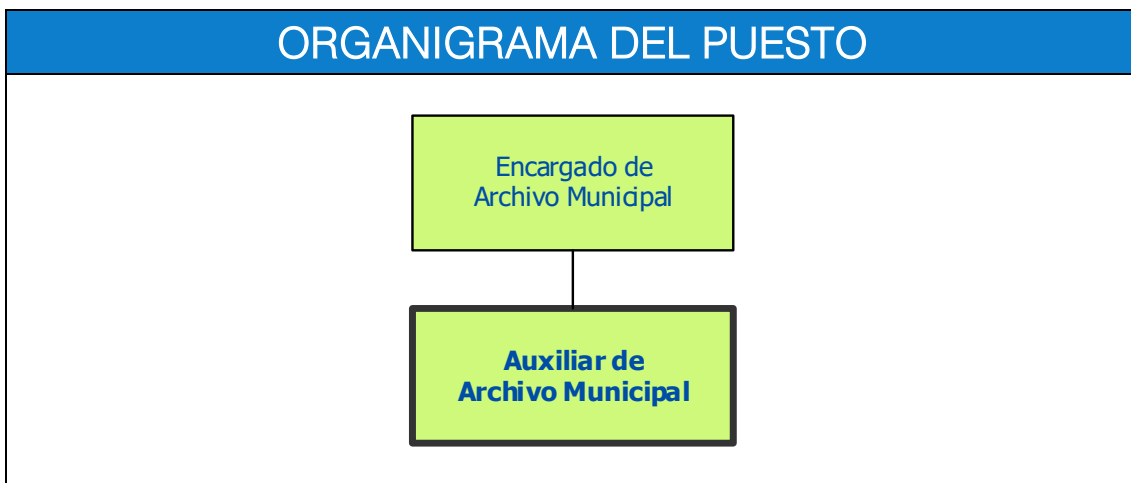 ORGANIGRAMA DEL PUESTO
Encargado de
Archivo Municipal
Auxiliar de
Archivo Municipal